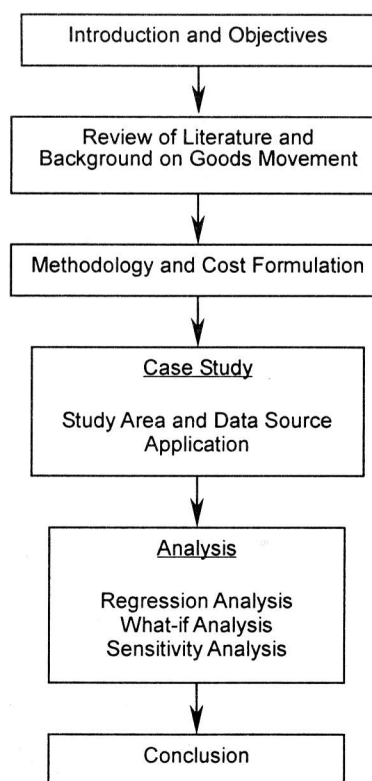 Introduction and Objectives
Review of Literature and
Background on Goods Movement
Methodology and Cost Formulation
Case Study
Study Area and Data Source
Application
Analysis
Regression Analysis
What-if Analysis
Sensitivity Analysis
Conclusion